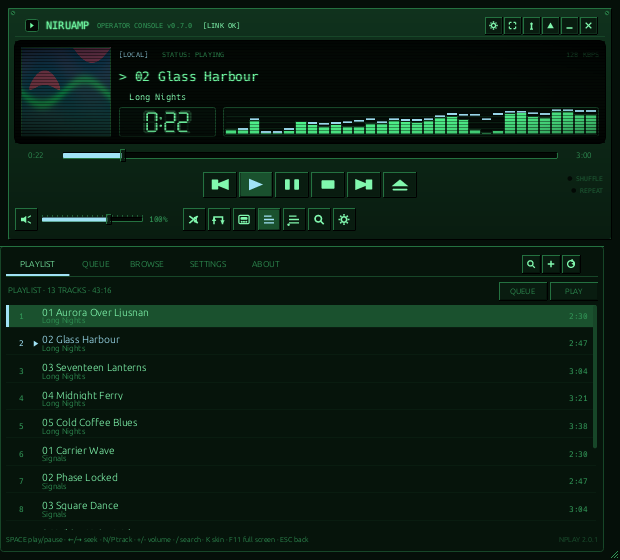 NIRUAMP OPERATOR CONSOLE v0.7.0 [LINK OK]
[LOCAL] STATUS: PLAYING 128 KBPS
> 02 Glass Harbour
Long Nights
0:22
0:22 3:00
SHUFFLE
REPEAT
100%
PLAYLIST QUEUE BROWSE SETTINGS ABOUT
PLAYLIST · 13 TRACKS · 43:16 QUEUE PLAY
1 01 Aurora Over Ljusnan 2:30
Long Nights
2 02 Glass Harbour 2:47
Long Nights
3 03 Seventeen Lanterns 3:04
Long Nights
4 04 Midnight Ferry 3:21
Long Nights
5 05 Cold Coffee Blues 3:38
Long Nights
6 01 Carrier Wave 2:30
Signals
7 02 Phase Locked 2:47
Signals
8 03 Square Dance 3:04
Signals
SPACE play/pause · ←/→ seek · N/P track · +/- volume · / search · K skin · F11 full screen · ESC back NPLAY 2.0.1